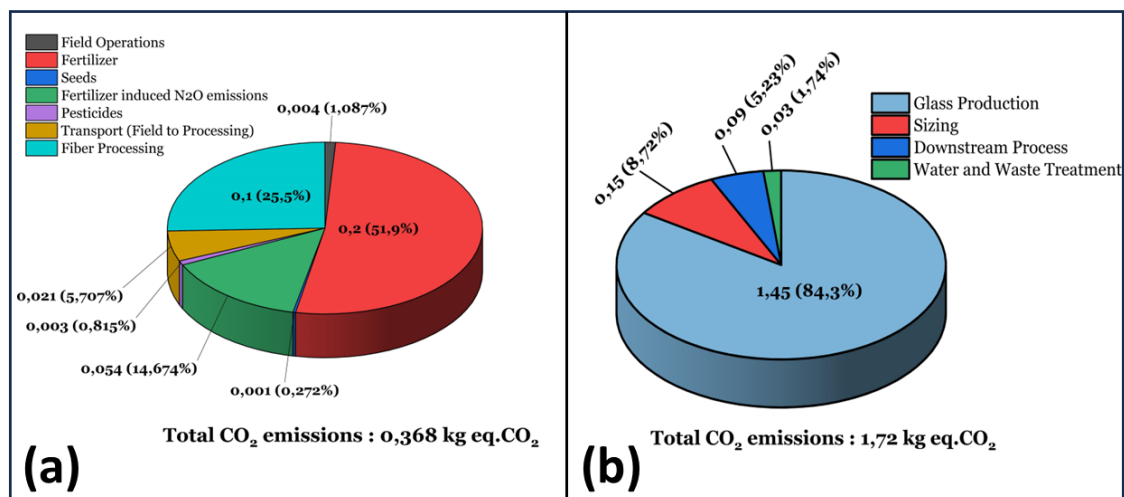 Field Operations
Fertilizer
Seeds
Fertilizer induced N2O emissions
Pesticides
Transport (Field to Processing)
Fiber Processing
0,004 (1,087%)
0,1 (25,5%)
0,2 (51,9%)
0,021 (5,707%)
0,003 (0,815%)
0,054 (14,674%)
0,001 (0,272%)
Total CO₂ emissions : 0,368 kg eq.CO₂
(a)
0,15 (8,72%)
0,09 (5,23%)
0,03 (1,74%)
Glass Production
Sizing
Downstream Process
Water and Waste Treatment
1,45 (84,3%)
Total CO₂ emissions : 1,72 kg eq.CO₂
(b)